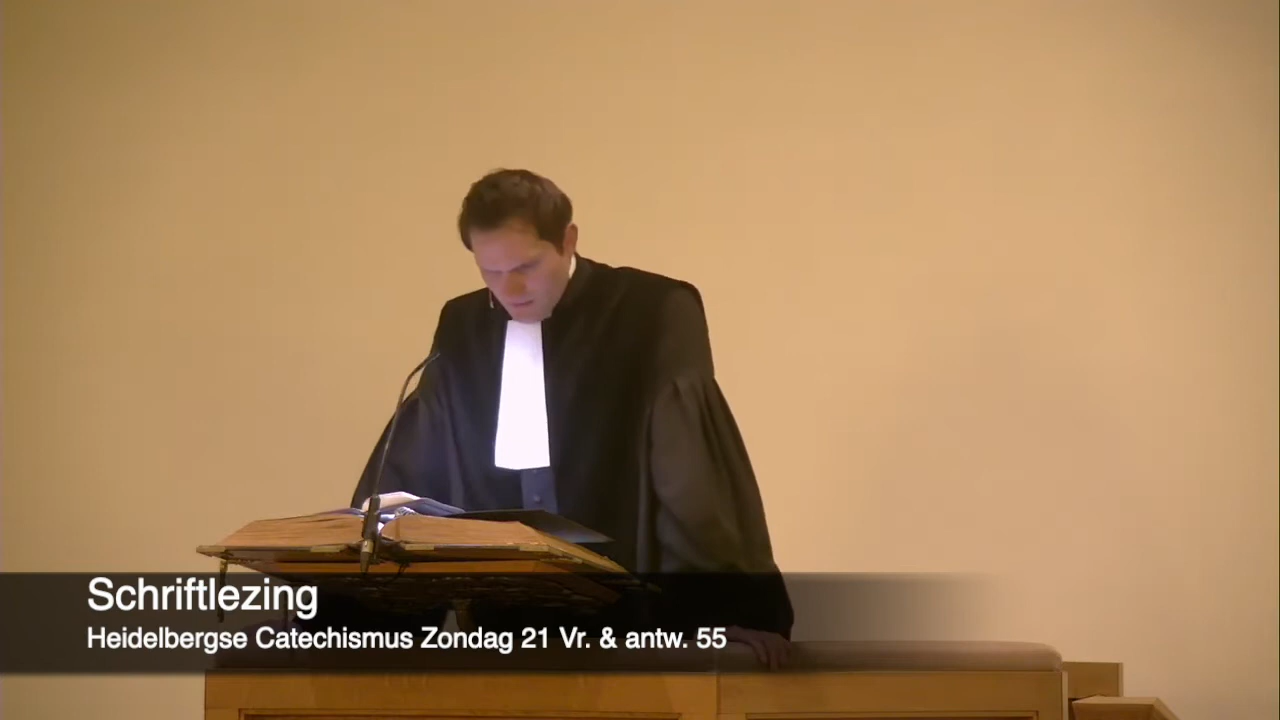 Schriftlezing
Heidelbergse Catechismus Zondag 21 Vr. & antw. 55